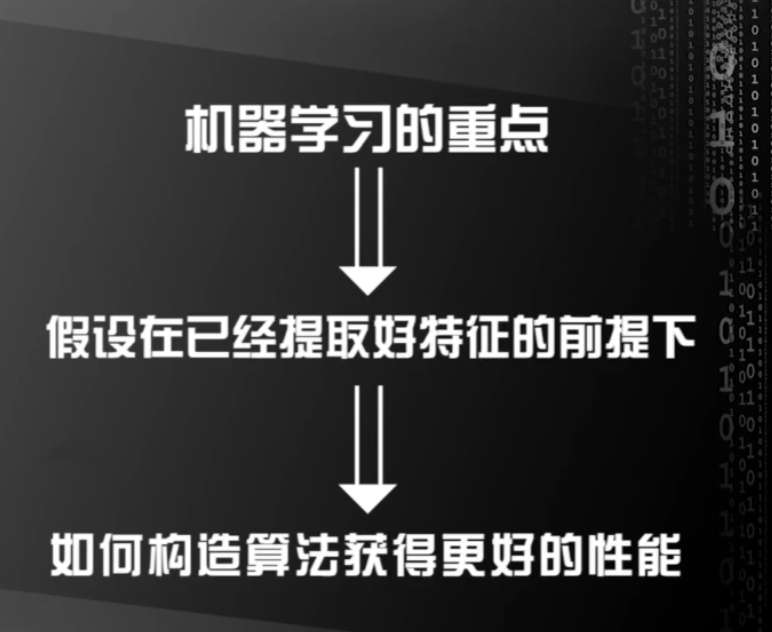 机器学习的重点
假设在已经提取好特征的前提下
如何构造算法获得更好的性能